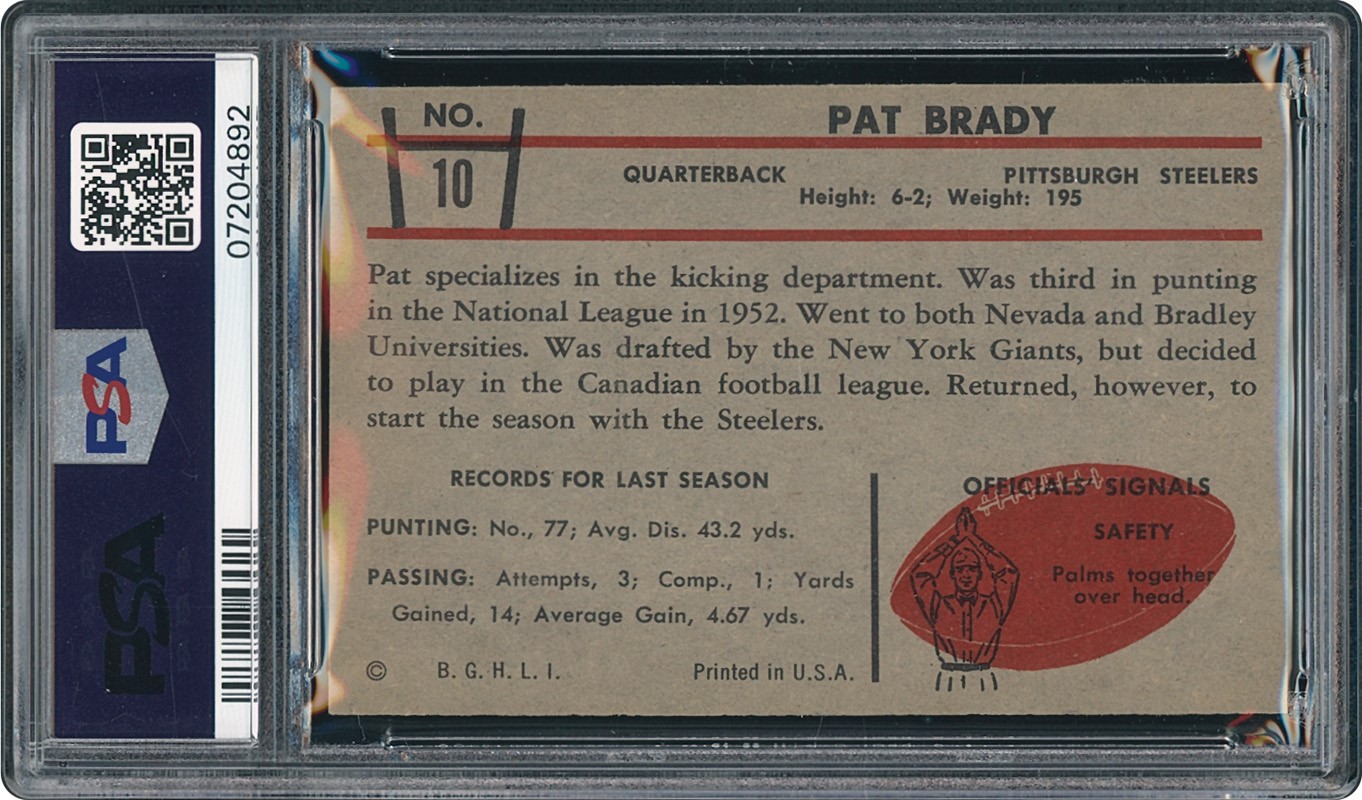 07204892
PSA
PSA
NO.
10
PAT BRADY
QUARTERBACK PITTSBURGH STEELERS
Height: 6-2; Weight: 195
Pat specializes in the kicking department. Was third in punting
in the National League in 1952. Went to both Nevada and Bradley
Universities. Was drafted by the New York Giants, but decided
to play in the Canadian football league. Returned, however, to
start the season with the Steelers.
RECORDS FOR LAST SEASON
PUNTING: No., 77; Avg. Dis. 43.2 yds.
PASSING: Attempts, 3; Comp., 1; Yards
Gained, 14; Average Gain, 4.67 yds.
© B. G. H. L. I. Printed in U.S.A.
OFFICIALS' SIGNALS
SAFETY
Palms together
over head.